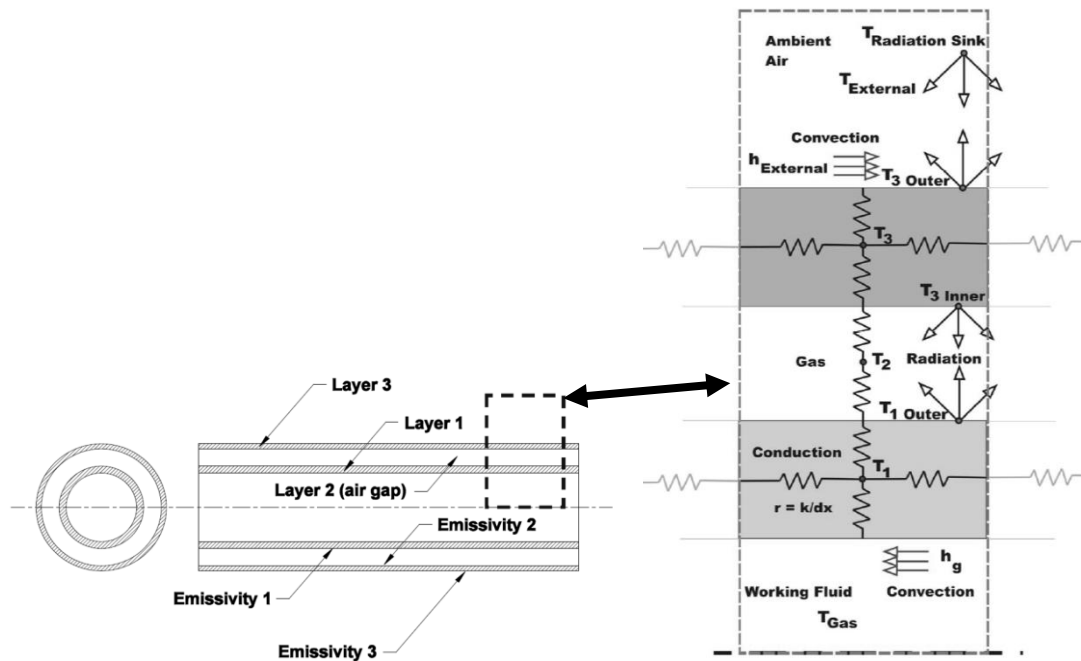 Layer 3
Layer 1
Layer 2 (air gap)
Emissivity 2
Emissivity 1
Emissivity 3
Ambient
Air
T Radiation Sink
T External
Convection
h External
T 3 Outer
T 3
T 3 Inner
Gas
T 2
Radiation
T 1 Outer
Conduction
T 1
r = k/dx
h g
Working Fluid
Convection
T Gas